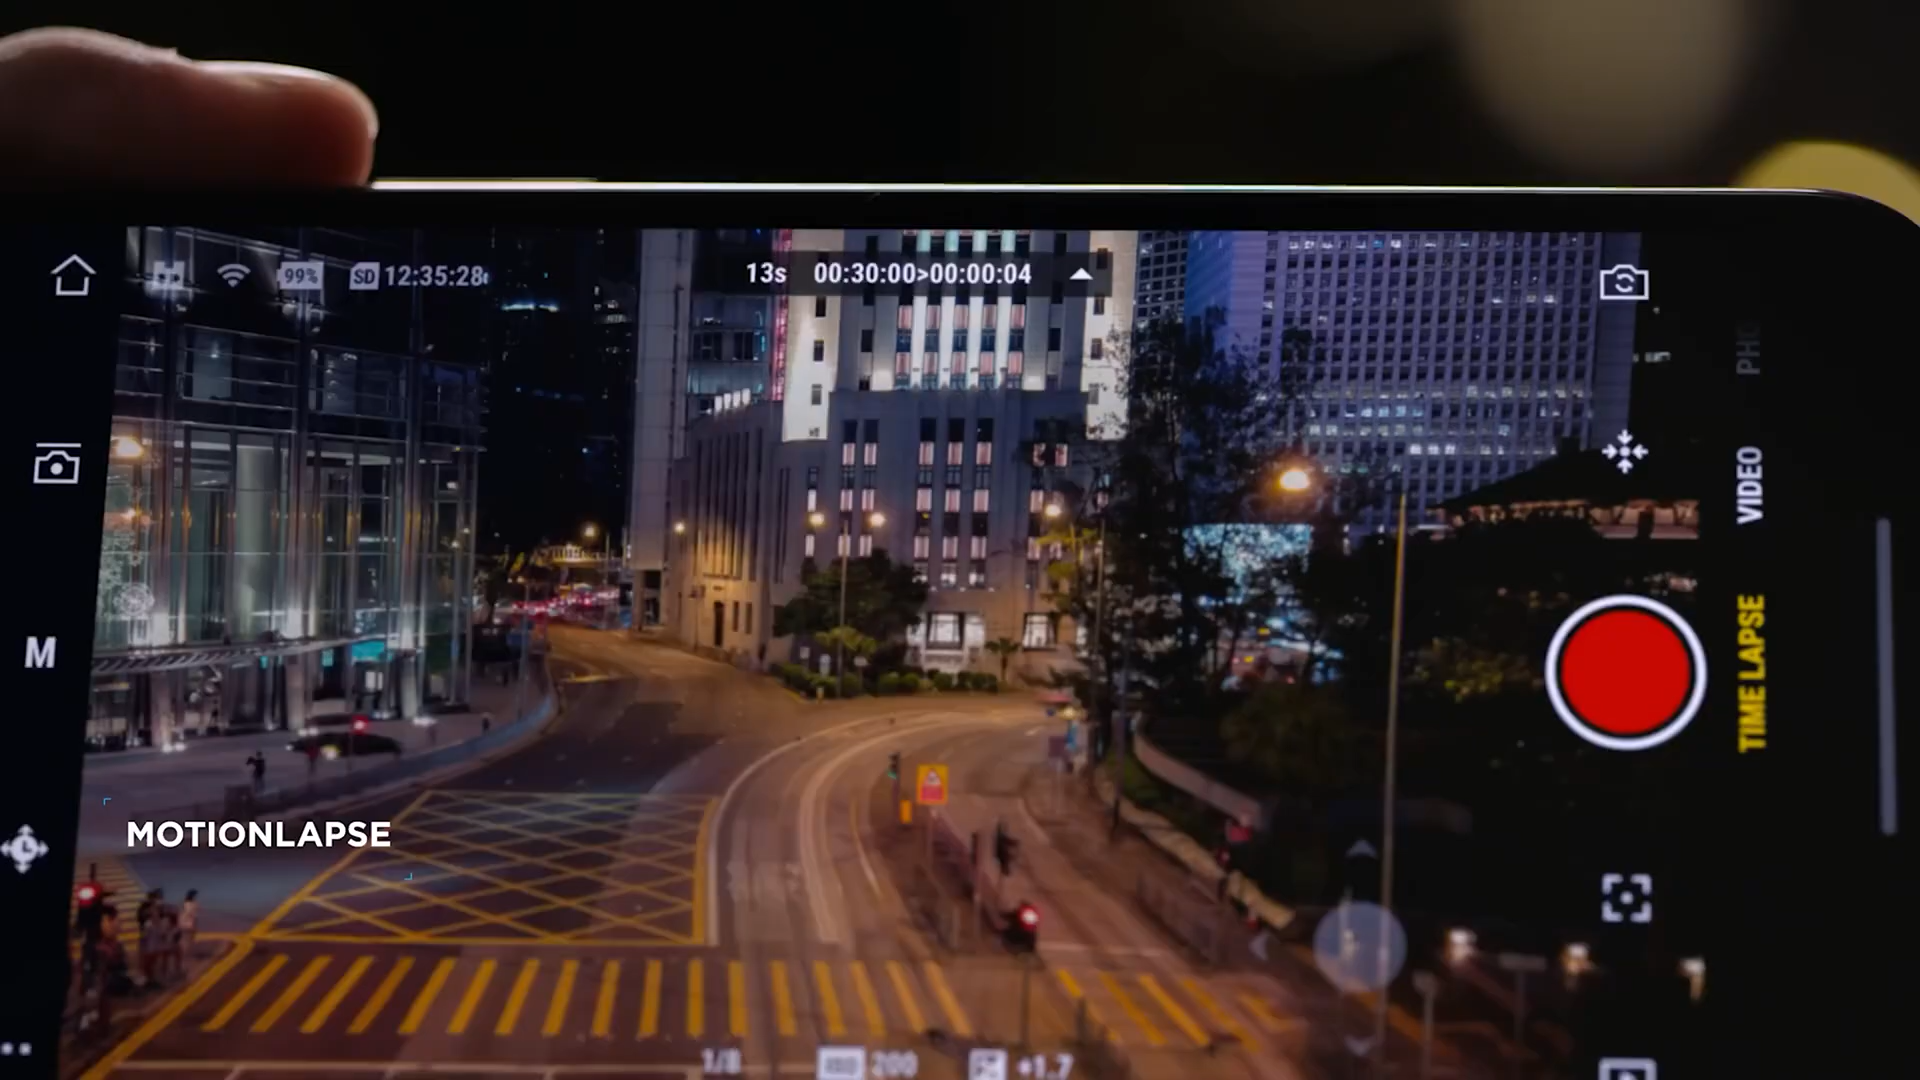 99% SD 12:35:28
13s 00:30:00>00:00:04
VIDEO
TIME LAPSE
M
MOTIONLAPSE
1/8 ISO 200 +1.7